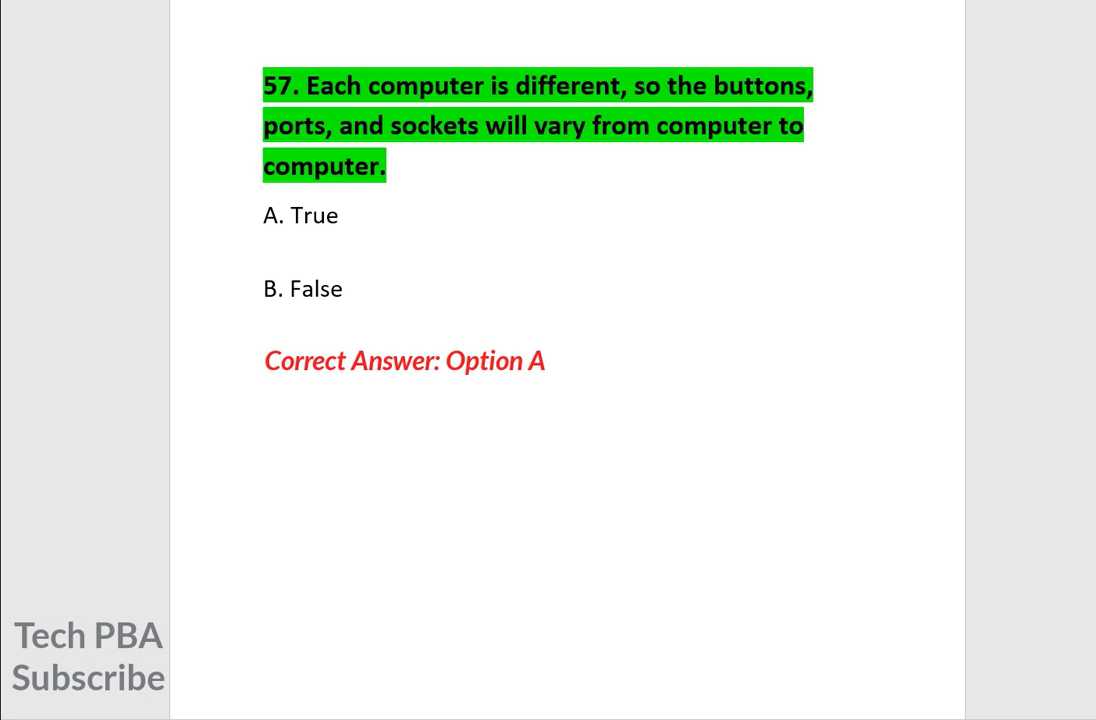 57. Each computer is different, so the buttons,
ports, and sockets will vary from computer to
computer.
A. True
B. False
Correct Answer: Option A
Tech PBA
Subscribe